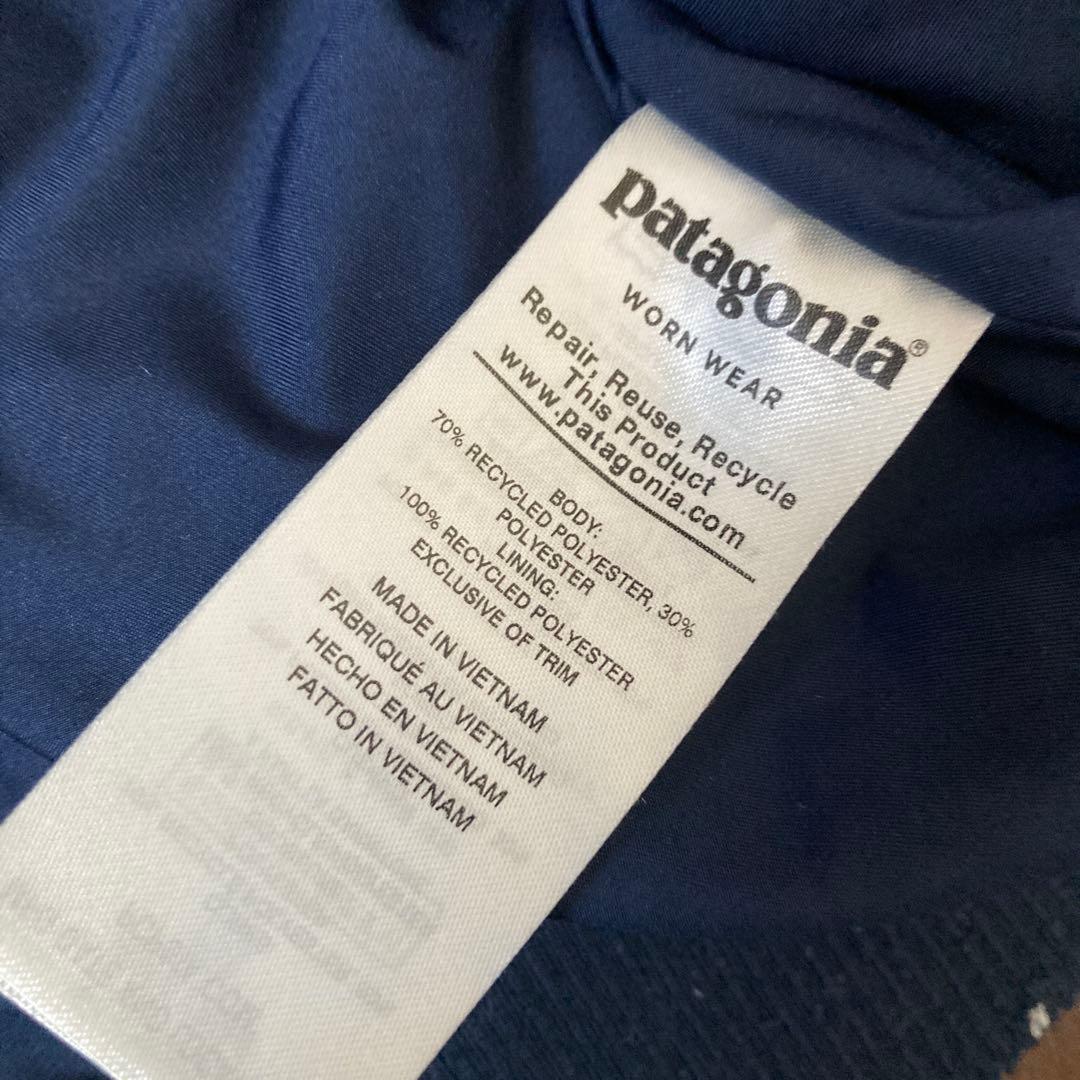 patagonia®
WORN WEAR
Repair, Reuse, Recycle
This Product
www.patagonia.com
BODY:
70% RECYCLED POLYESTER, 30%
POLYESTER
LINING:
100% RECYCLED POLYESTER
EXCLUSIVE OF TRIM
MADE IN VIETNAM
FABRIQUÉ AU VIETNAM
HECHO EN VIETNAM
FATTO IN VIETNAM